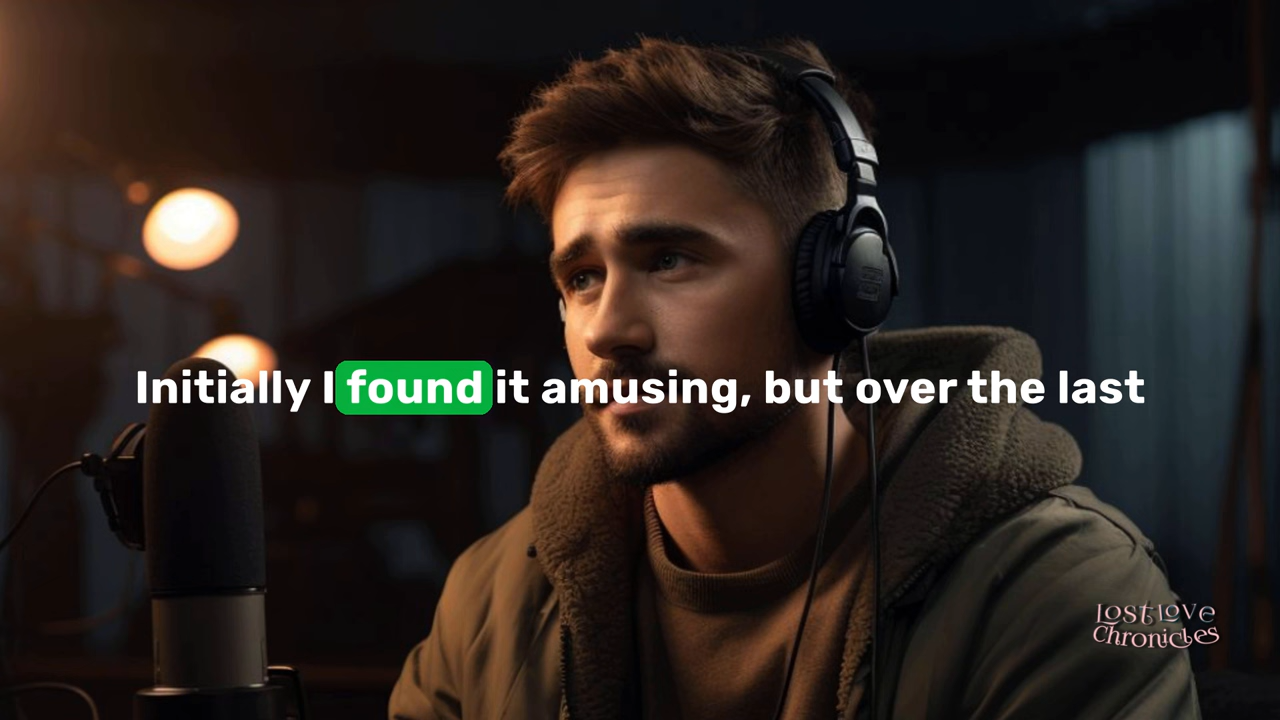 Initially I found it amusing, but over the last
Lost Love
Chronicles